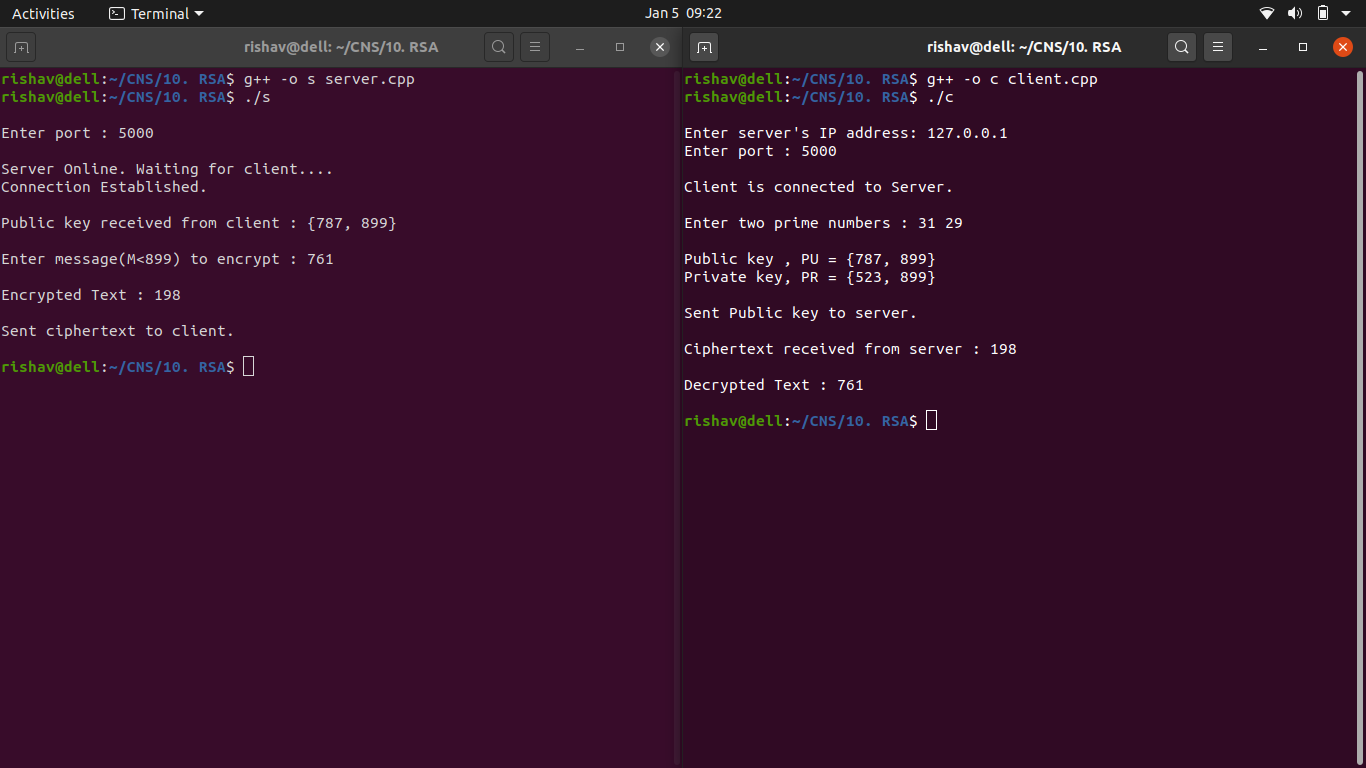 Activities Terminal Jan 5 09:22
rishav@dell: ~/CNS/10. RSA
rishav@dell:~/CNS/10. RSA$ g++ -o s server.cpp
rishav@dell:~/CNS/10. RSA$ ./s
Enter port : 5000
Server Online. Waiting for client....
Connection Established.
Public key received from client : {787, 899}
Enter message(M<899) to encrypt : 761
Encrypted Text : 198
Sent ciphertext to client.
rishav@dell:~/CNS/10. RSA$
rishav@dell: ~/CNS/10. RSA
rishav@dell:~/CNS/10. RSA$ g++ -o c client.cpp
rishav@dell:~/CNS/10. RSA$ ./c
Enter server's IP address: 127.0.0.1
Enter port : 5000
Client is connected to Server.
Enter two prime numbers : 31 29
Public key , PU = {787, 899}
Private key, PR = {523, 899}
Sent Public key to server.
Ciphertext received from server : 198
Decrypted Text : 761
rishav@dell:~/CNS/10. RSA$